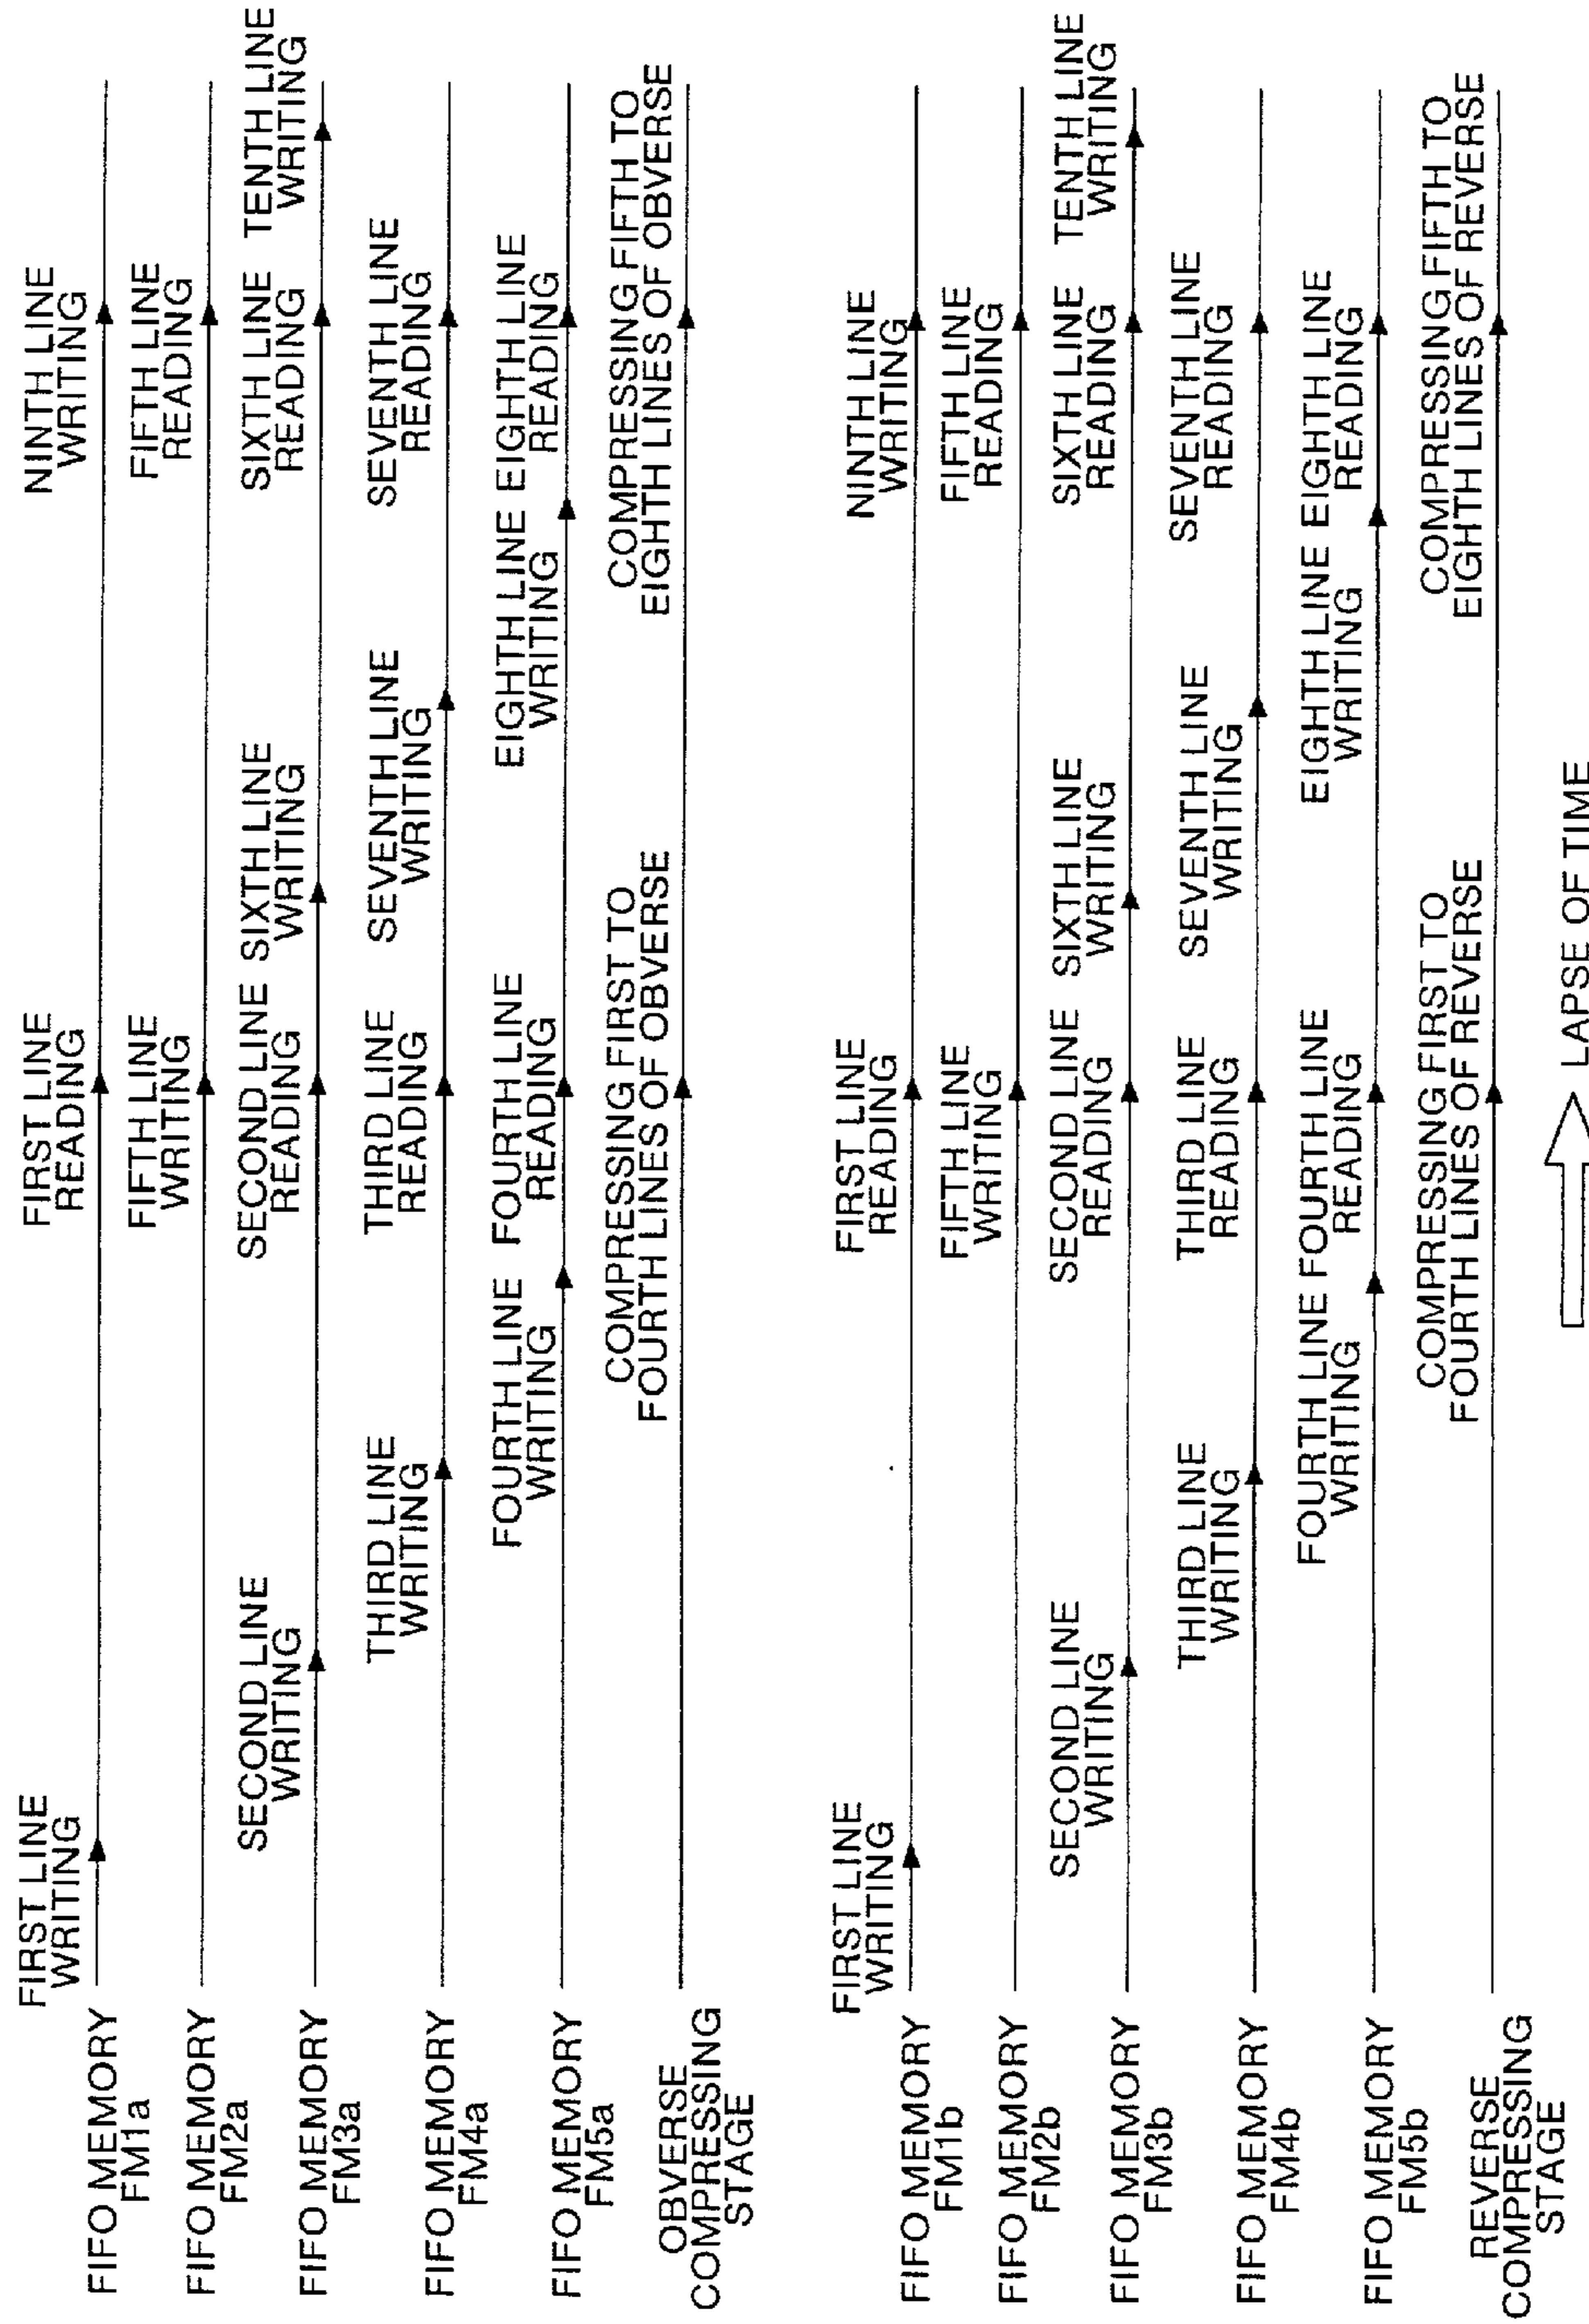 FIRST LINE
WRITING
FIRST LINE
READING
NINTH LINE
WRITING
FIFO MEMORY
FM1a
FIFTH LINE
WRITING
FIFTH LINE
READING
FIFO MEMORY
FM2a
SECOND LINE
WRITING
SECOND LINE
READING
SIXTH LINE
WRITING
SIXTH LINE
READING
TENTH LINE
WRITING
FIFO MEMORY
FM3a
THIRD LINE
WRITING
THIRD LINE
READING
SEVENTH LINE
WRITING
SEVENTH LINE
READING
FIFO MEMORY
FM4a
FOURTH LINE
WRITING
FOURTH LINE
READING
EIGHTH LINE
WRITING
EIGHTH LINE
READING
FIFO MEMORY
FM5a
COMPRESSING FIRST TO
FOURTH LINES OF OBVERSE
COMPRESSING FIFTH TO
EIGHTH LINES OF OBVERSE
OBVERSE
COMPRESSING
STAGE
FIRST LINE
WRITING
FIRST LINE
READING
NINTH LINE
WRITING
FIFO MEMORY
FM1b
FIFTH LINE
WRITING
FIFTH LINE
READING
FIFO MEMORY
FM2b
SECOND LINE
WRITING
SECOND LINE
READING
SIXTH LINE
WRITING
SIXTH LINE
READING
TENTH LINE
WRITING
FIFO MEMORY
FM3b
THIRD LINE
WRITING
THIRD LINE
READING
SEVENTH LINE
WRITING
SEVENTH LINE
READING
FIFO MEMORY
FM4b
FOURTH LINE
WRITING
FOURTH LINE
READING
EIGHTH LINE
WRITING
EIGHTH LINE
READING
FIFO MEMORY
FM5b
COMPRESSING FIRST TO
FOURTH LINES OF REVERSE
COMPRESSING FIFTH TO
EIGHTH LINES OF REVERSE
REVERSE
COMPRESSING
STAGE
LAPSE OF TIME